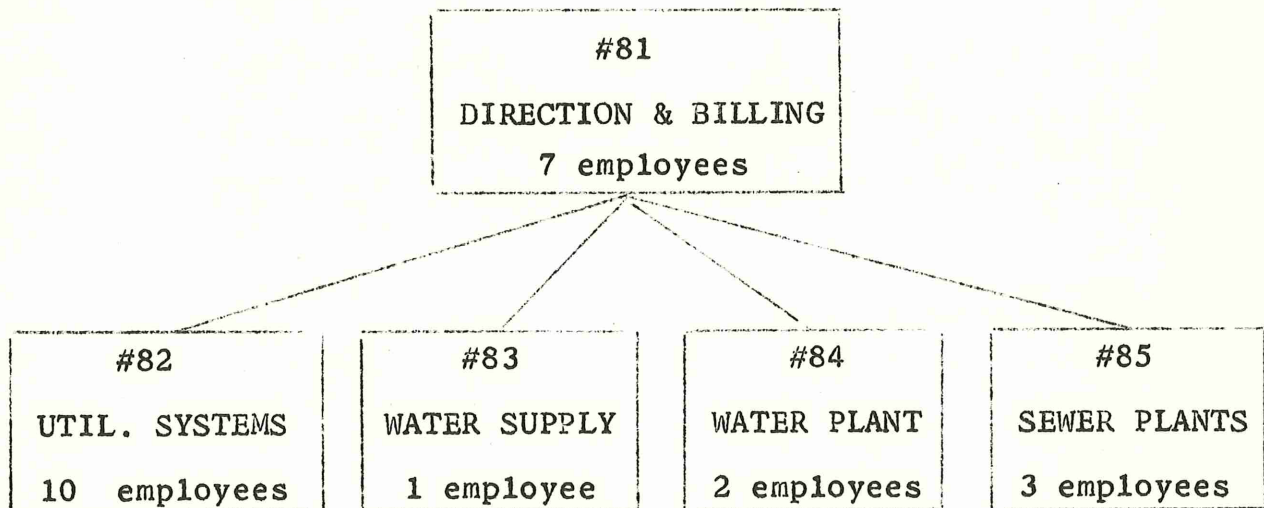 #81
DIRECTION & BILLING
7 employees
#82
UTIL. SYSTEMS
10 employees
#83
WATER SUPPLY
1 employee
#84
WATER PLANT
2 employees
#85
SEWER PLANTS
3 employees